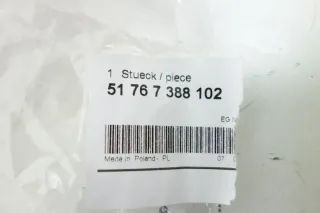 1 Stueck / piece
51 76 7 388 102
EG
Made in Poland - PL 07